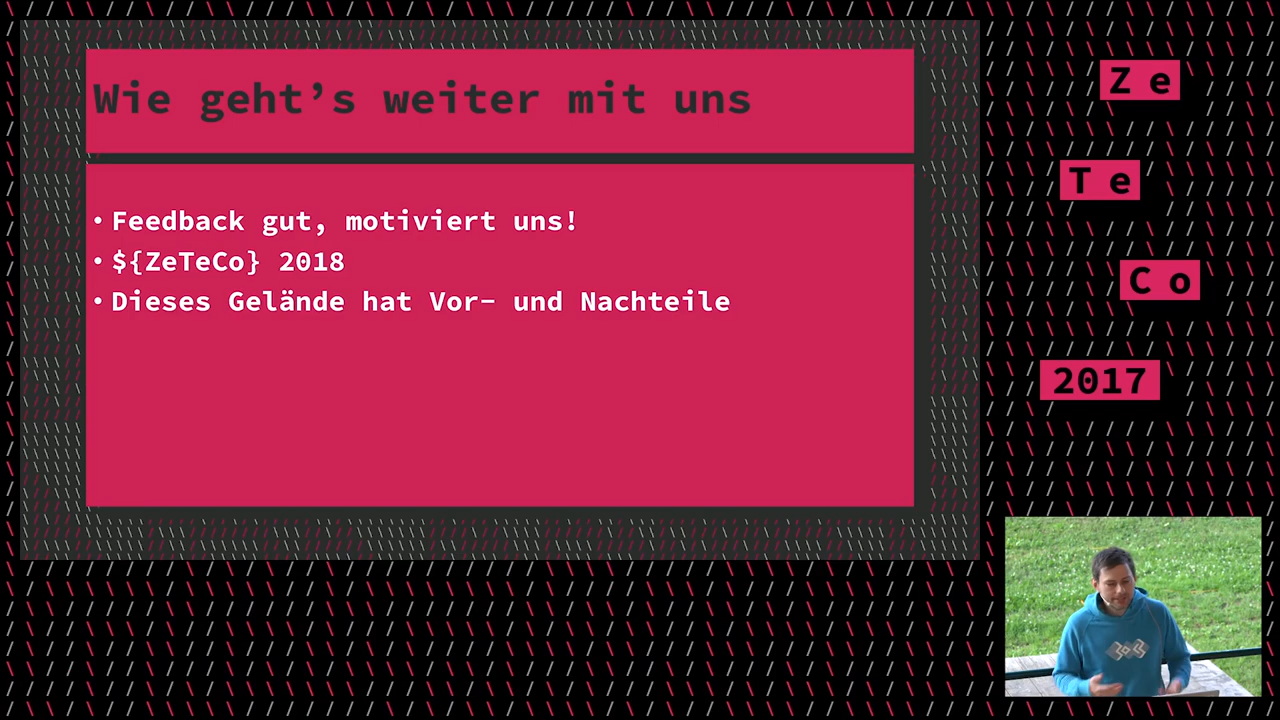 Wie geht’s weiter mit uns
• Feedback gut, motiviert uns!
• ${ZeTeCo} 2018
• Dieses Gelände hat Vor- und Nachteile
Ze
Te
Co
2017